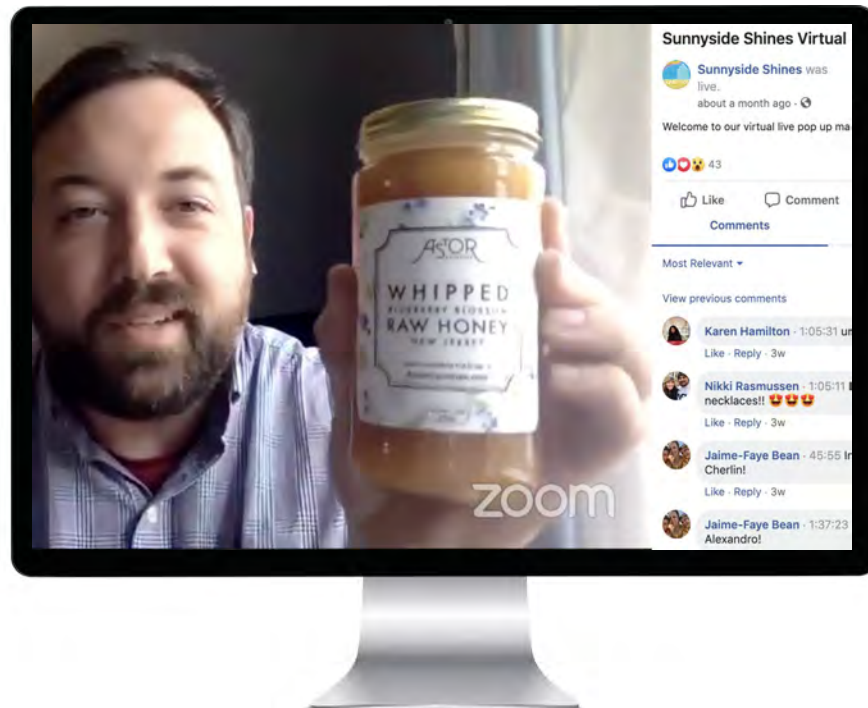 ASTOR
WHIPPED
BLUEBERRY BLOSSOM
RAW HONEY
NEW JERSEY
zoom
Sunnyside Shines Virtual
Sunnyside Shines was
live.
about a month ago ·
Welcome to our virtual live pop up ma
43
Like Comment
Comments
Most Relevant
View previous comments
Karen Hamilton · 1:05:31 ur
Like · Reply · 3w
Nikki Rasmussen · 1:05:11
necklaces!! 🤩🤩🤩
Like · Reply · 3w
Jaime-Faye Bean · 45:55 In
Cherlin!
Like · Reply · 3w
Jaime-Faye Bean · 1:37:23
Alexandro!